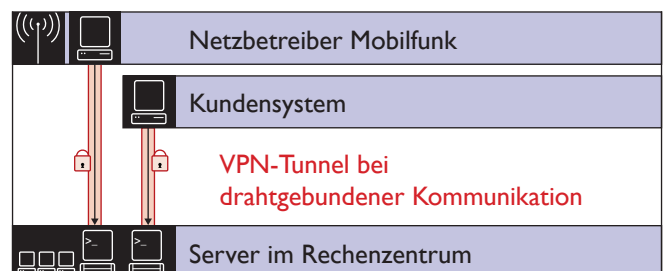 Netzbetreiber Mobilfunk
Kundensystem
VPN-Tunnel bei
drahtgebundener Kommunikation
>_
>_
Server im Rechenzentrum